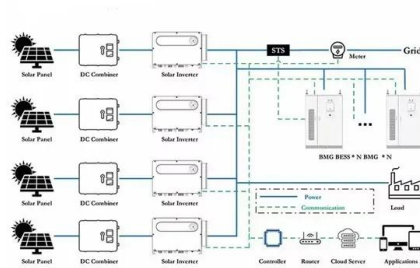 STS
Meter
Grid
Solar Panel
DC Combiner
Solar Inverter
Solar Panel
DC Combiner
Solar Inverter
BMG BESS * N BMG * N
Solar Panel
DC Combiner
Solar Inverter
Power
Communication
Load
Solar Panel
DC Combiner
Solar Inverter
Controller
Router
Cloud Server
Applications